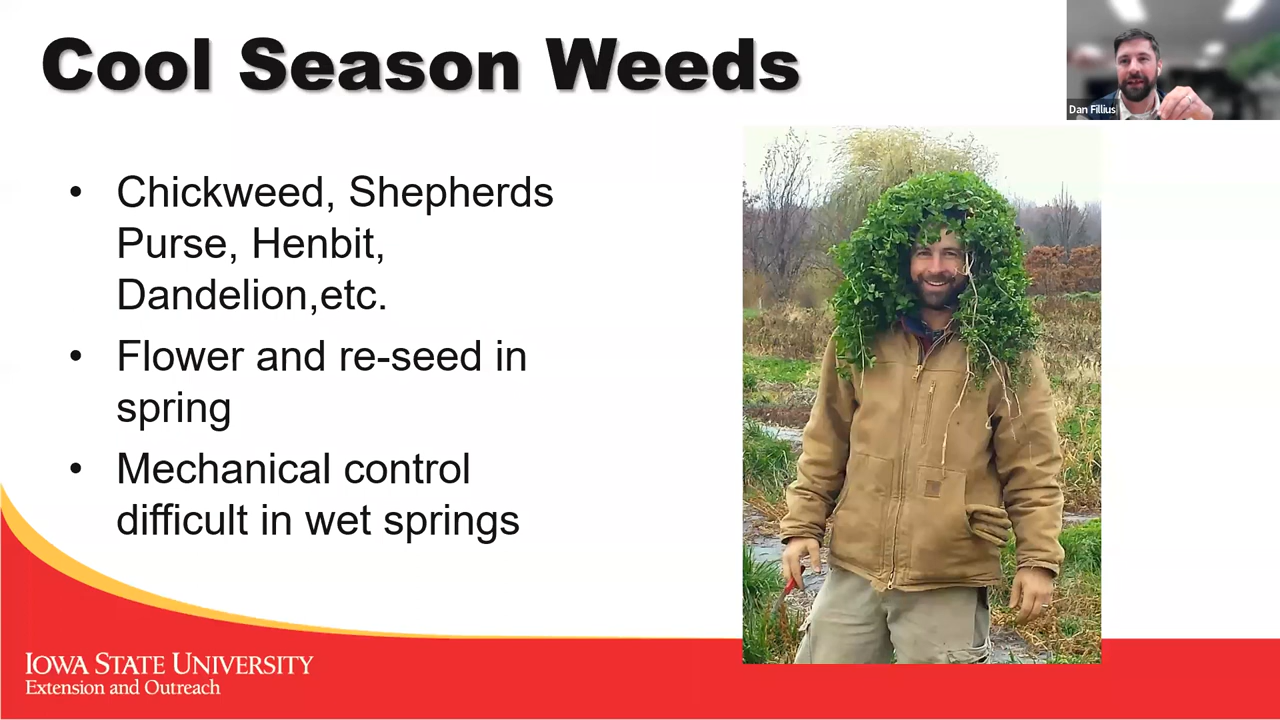 Cool Season Weeds
Dan Fillius
• Chickweed, Shepherds
Purse, Henbit,
Dandelion,etc.
• Flower and re-seed in
spring
• Mechanical control
difficult in wet springs
IOWA STATE UNIVERSITY
Extension and Outreach